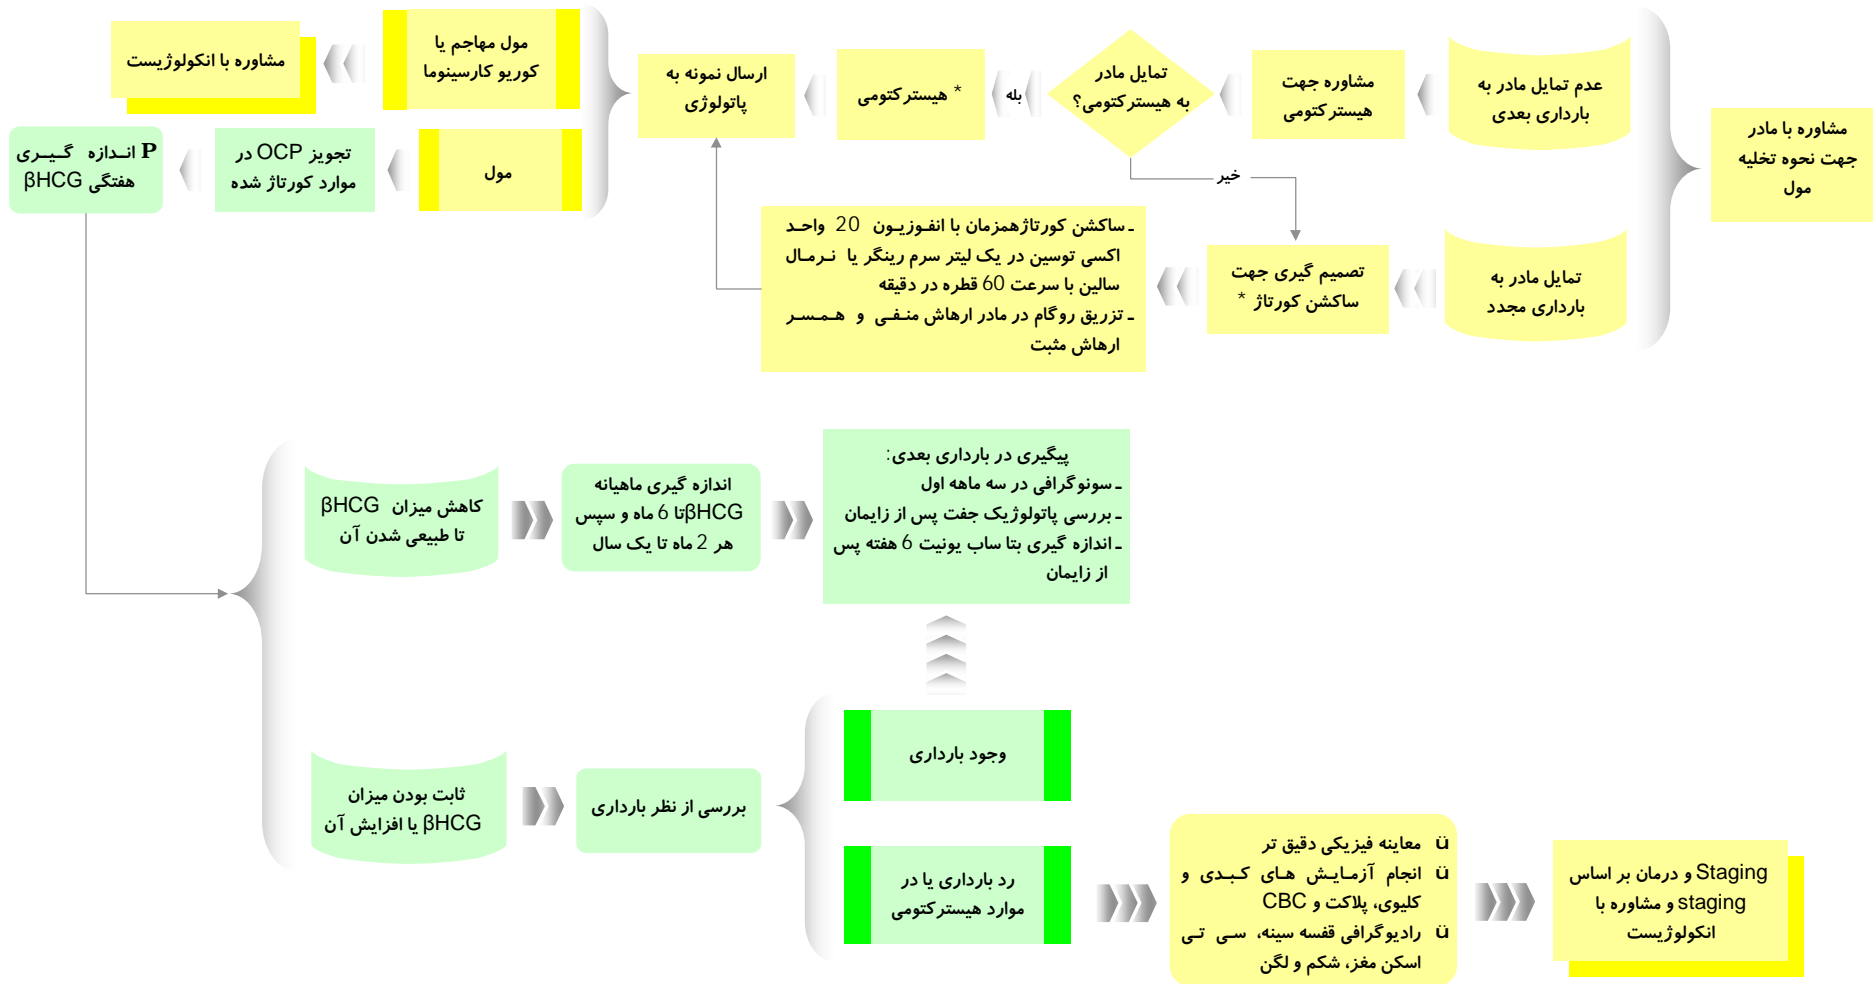 مشاوره با مادر
جهت نحوه تخلیه
مول
عدم تمایل مادر به
بارداری بعدی
مشاوره جهت
هیسترکتومی
تمایل مادر
به هیسترکتومی؟
بله
خیر
* هیسترکتومی
ارسال نمونه به
پاتولوژی
تمایل مادر به
بارداری مجدد
تصمیم گیری جهت
ساکشن کورتاژ *
ـ ساکشن کورتاژهمزمان با انفوزیون 20 واحد
اکسی توسین در یک لیتر سرم رینگر یا نرمال
سالین با سرعت 60 قطره در دقیقه
ـ تزریق روگام در مادر ارهاش منفی و همسر
ارهاش مثبت
مول مهاجم یا
کوریو کارسینوما
مشاوره با انکولوژیست
مول
تجویز OCP در
موارد کورتاژ شده
P اندازه گیری
هفتگی βHCG
کاهش میزان βHCG
تا طبیعی شدن آن
اندازه گیری ماهیانه
βHCGتا 6 ماه و سپس
هر 2 ماه تا یک سال
پیگیری در بارداری بعدی:
ـ سونوگرافی در سه ماهه اول
ـ بررسی پاتولوژیک جفت پس از زایمان
ـ اندازه گیری بتا ساب یونیت 6 هفته پس
از زایمان
ثابت بودن میزان
βHCG یا افزایش آن
بررسی از نظر بارداری
وجود بارداری
رد بارداری یا در
موارد هیسترکتومی
ü معاینه فیزیکی دقیق تر
ü انجام آزمایش های کبدی و
کلیوی، پلاکت و CBC
ü رادیوگرافی قفسه سینه، سی تی
اسکن مغز، شکم و لگن
Staging و درمان بر اساس
staging و مشاوره با
انکولوژیست